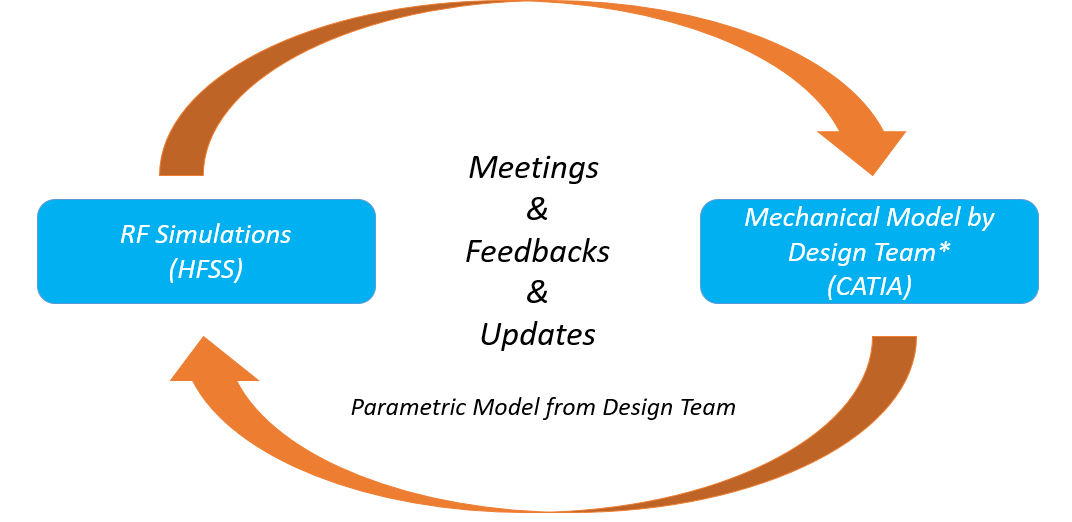 RF Simulations
(HFSS)
Meetings
&
Feedbacks
&
Updates
Mechanical Model by
Design Team*
(CATIA)
Parametric Model from Design Team